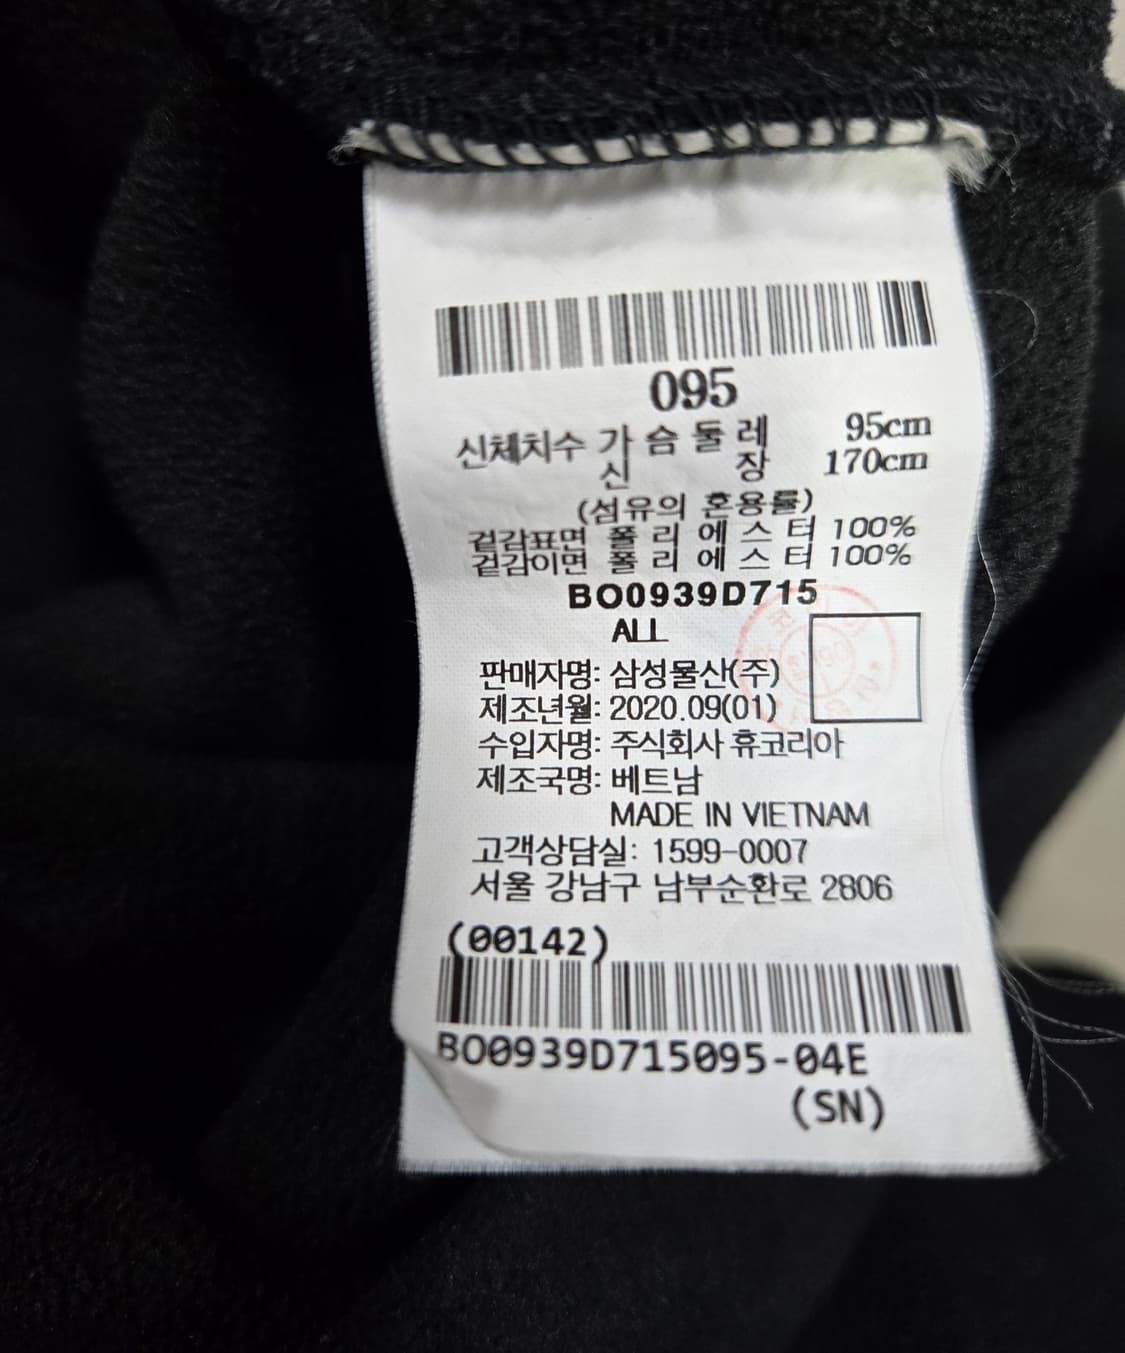 095
신체치수 가 슴 둘 레 95cm
신 장 170cm
(섬유의 혼용률)
겉감표면 폴 리 에 스 터 100%
겉감이면 폴 리 에 스 터 100%
BO0939D715
ALL
판매자명: 삼성물산(주)
제조년월: 2020.09(01)
수입자명: 주식회사 휴코리아
제조국명: 베트남
MADE IN VIETNAM
고객상담실: 1599-0007
서울 강남구 남부순환로 2806
(00142)
BO0939D715095-04E
(SN)